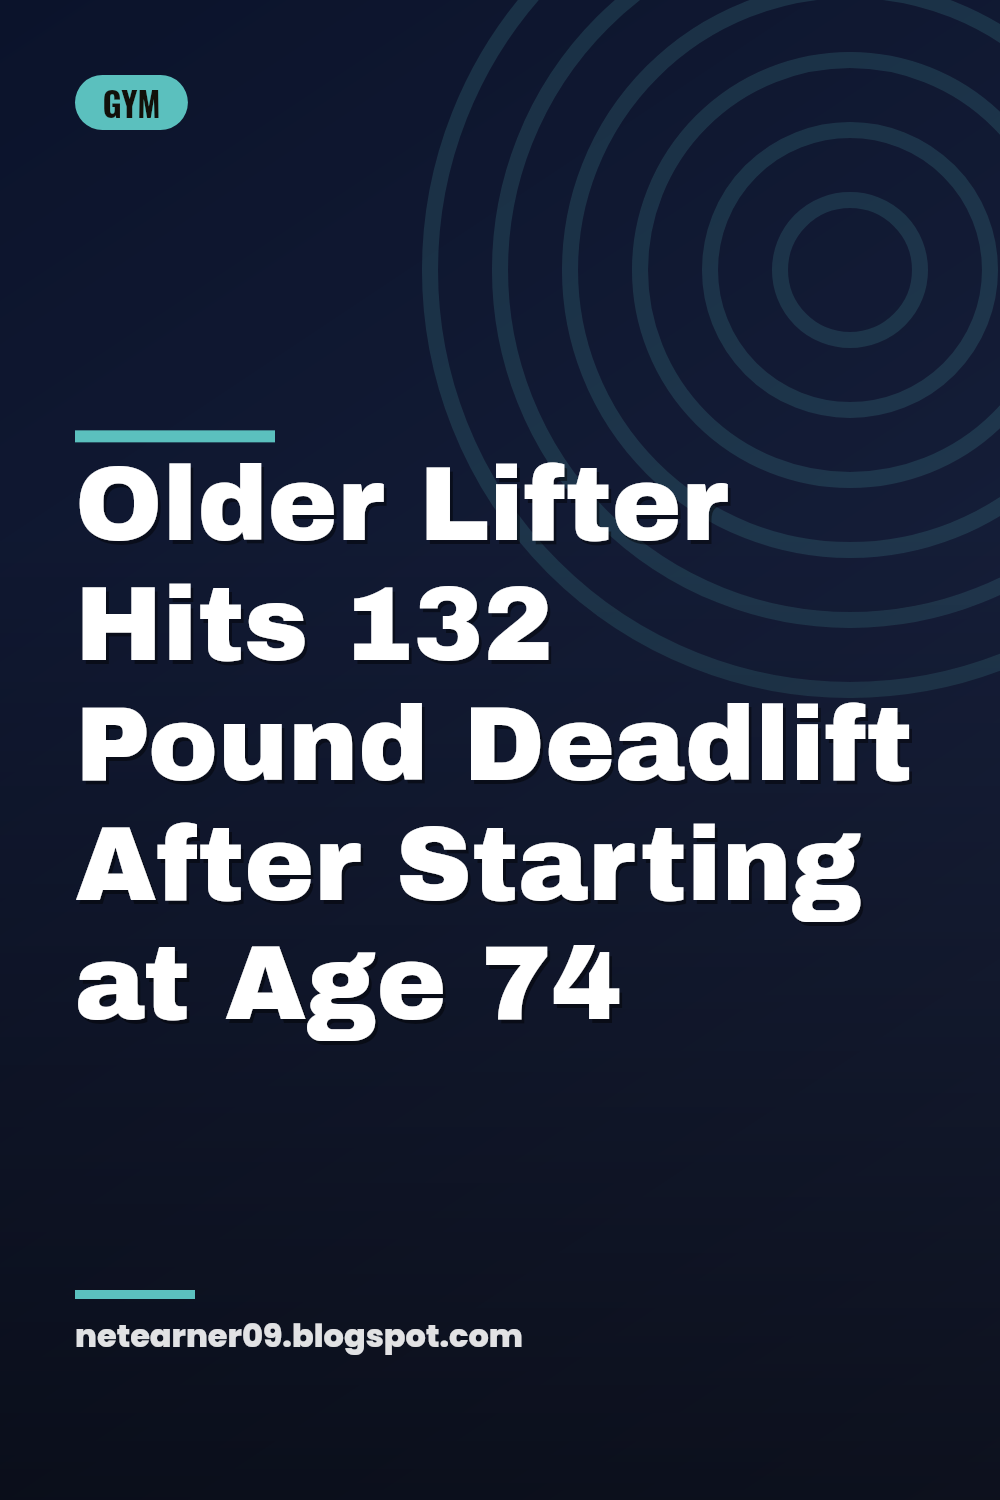 GYM
Older Lifter
Hits 132
Pound Deadlift
After Starting
at Age 74
netearner09.blogspot.com